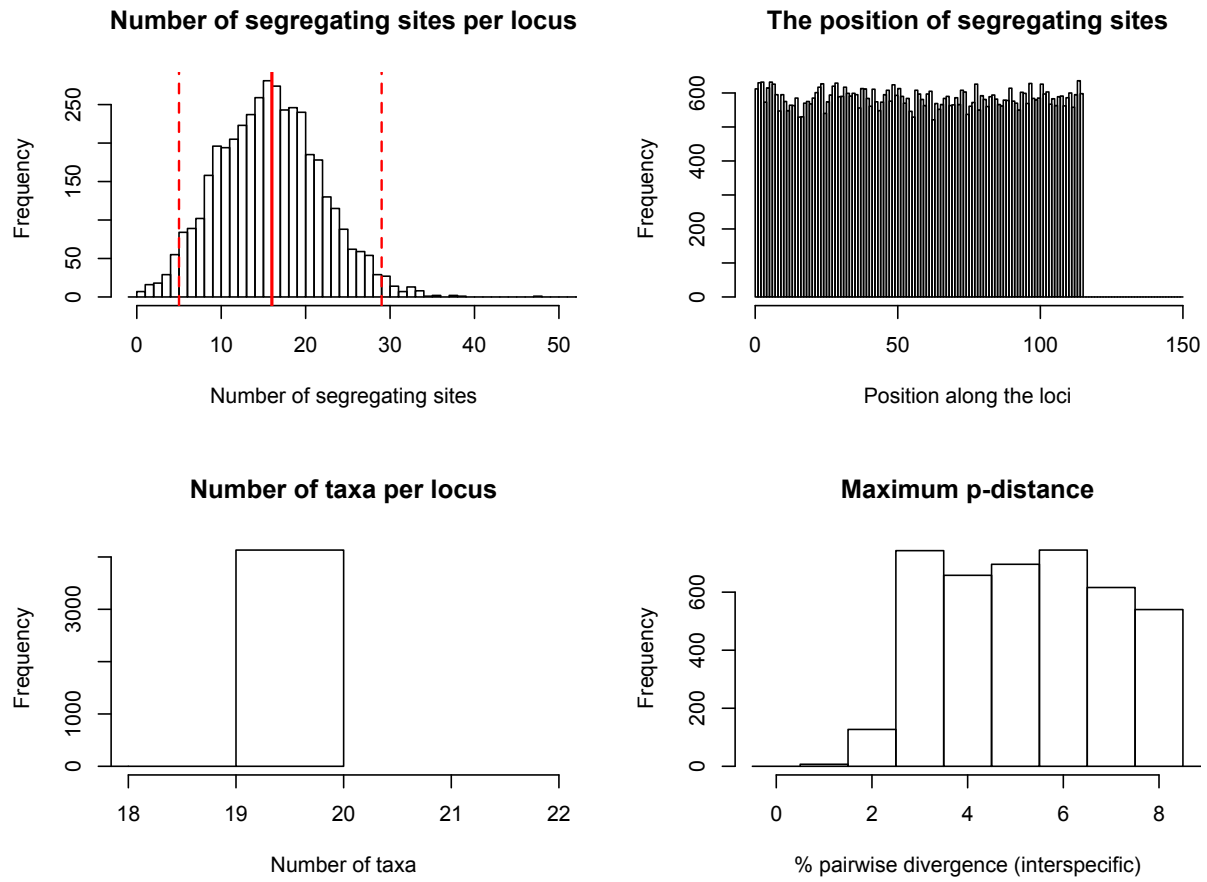 Number of segregating sites per locus
Frequency
0 50 150 250
0 10 20 30 40 50
Number of segregating sites
The position of segregating sites
Frequency
0 200 400 600
0 50 100 150
Position along the loci
Number of taxa per locus
Frequency
0 1000 3000
18 19 20 21 22
Number of taxa
Maximum p-distance
Frequency
0 200 400 600
0 2 4 6 8
% pairwise divergence (interspecific)